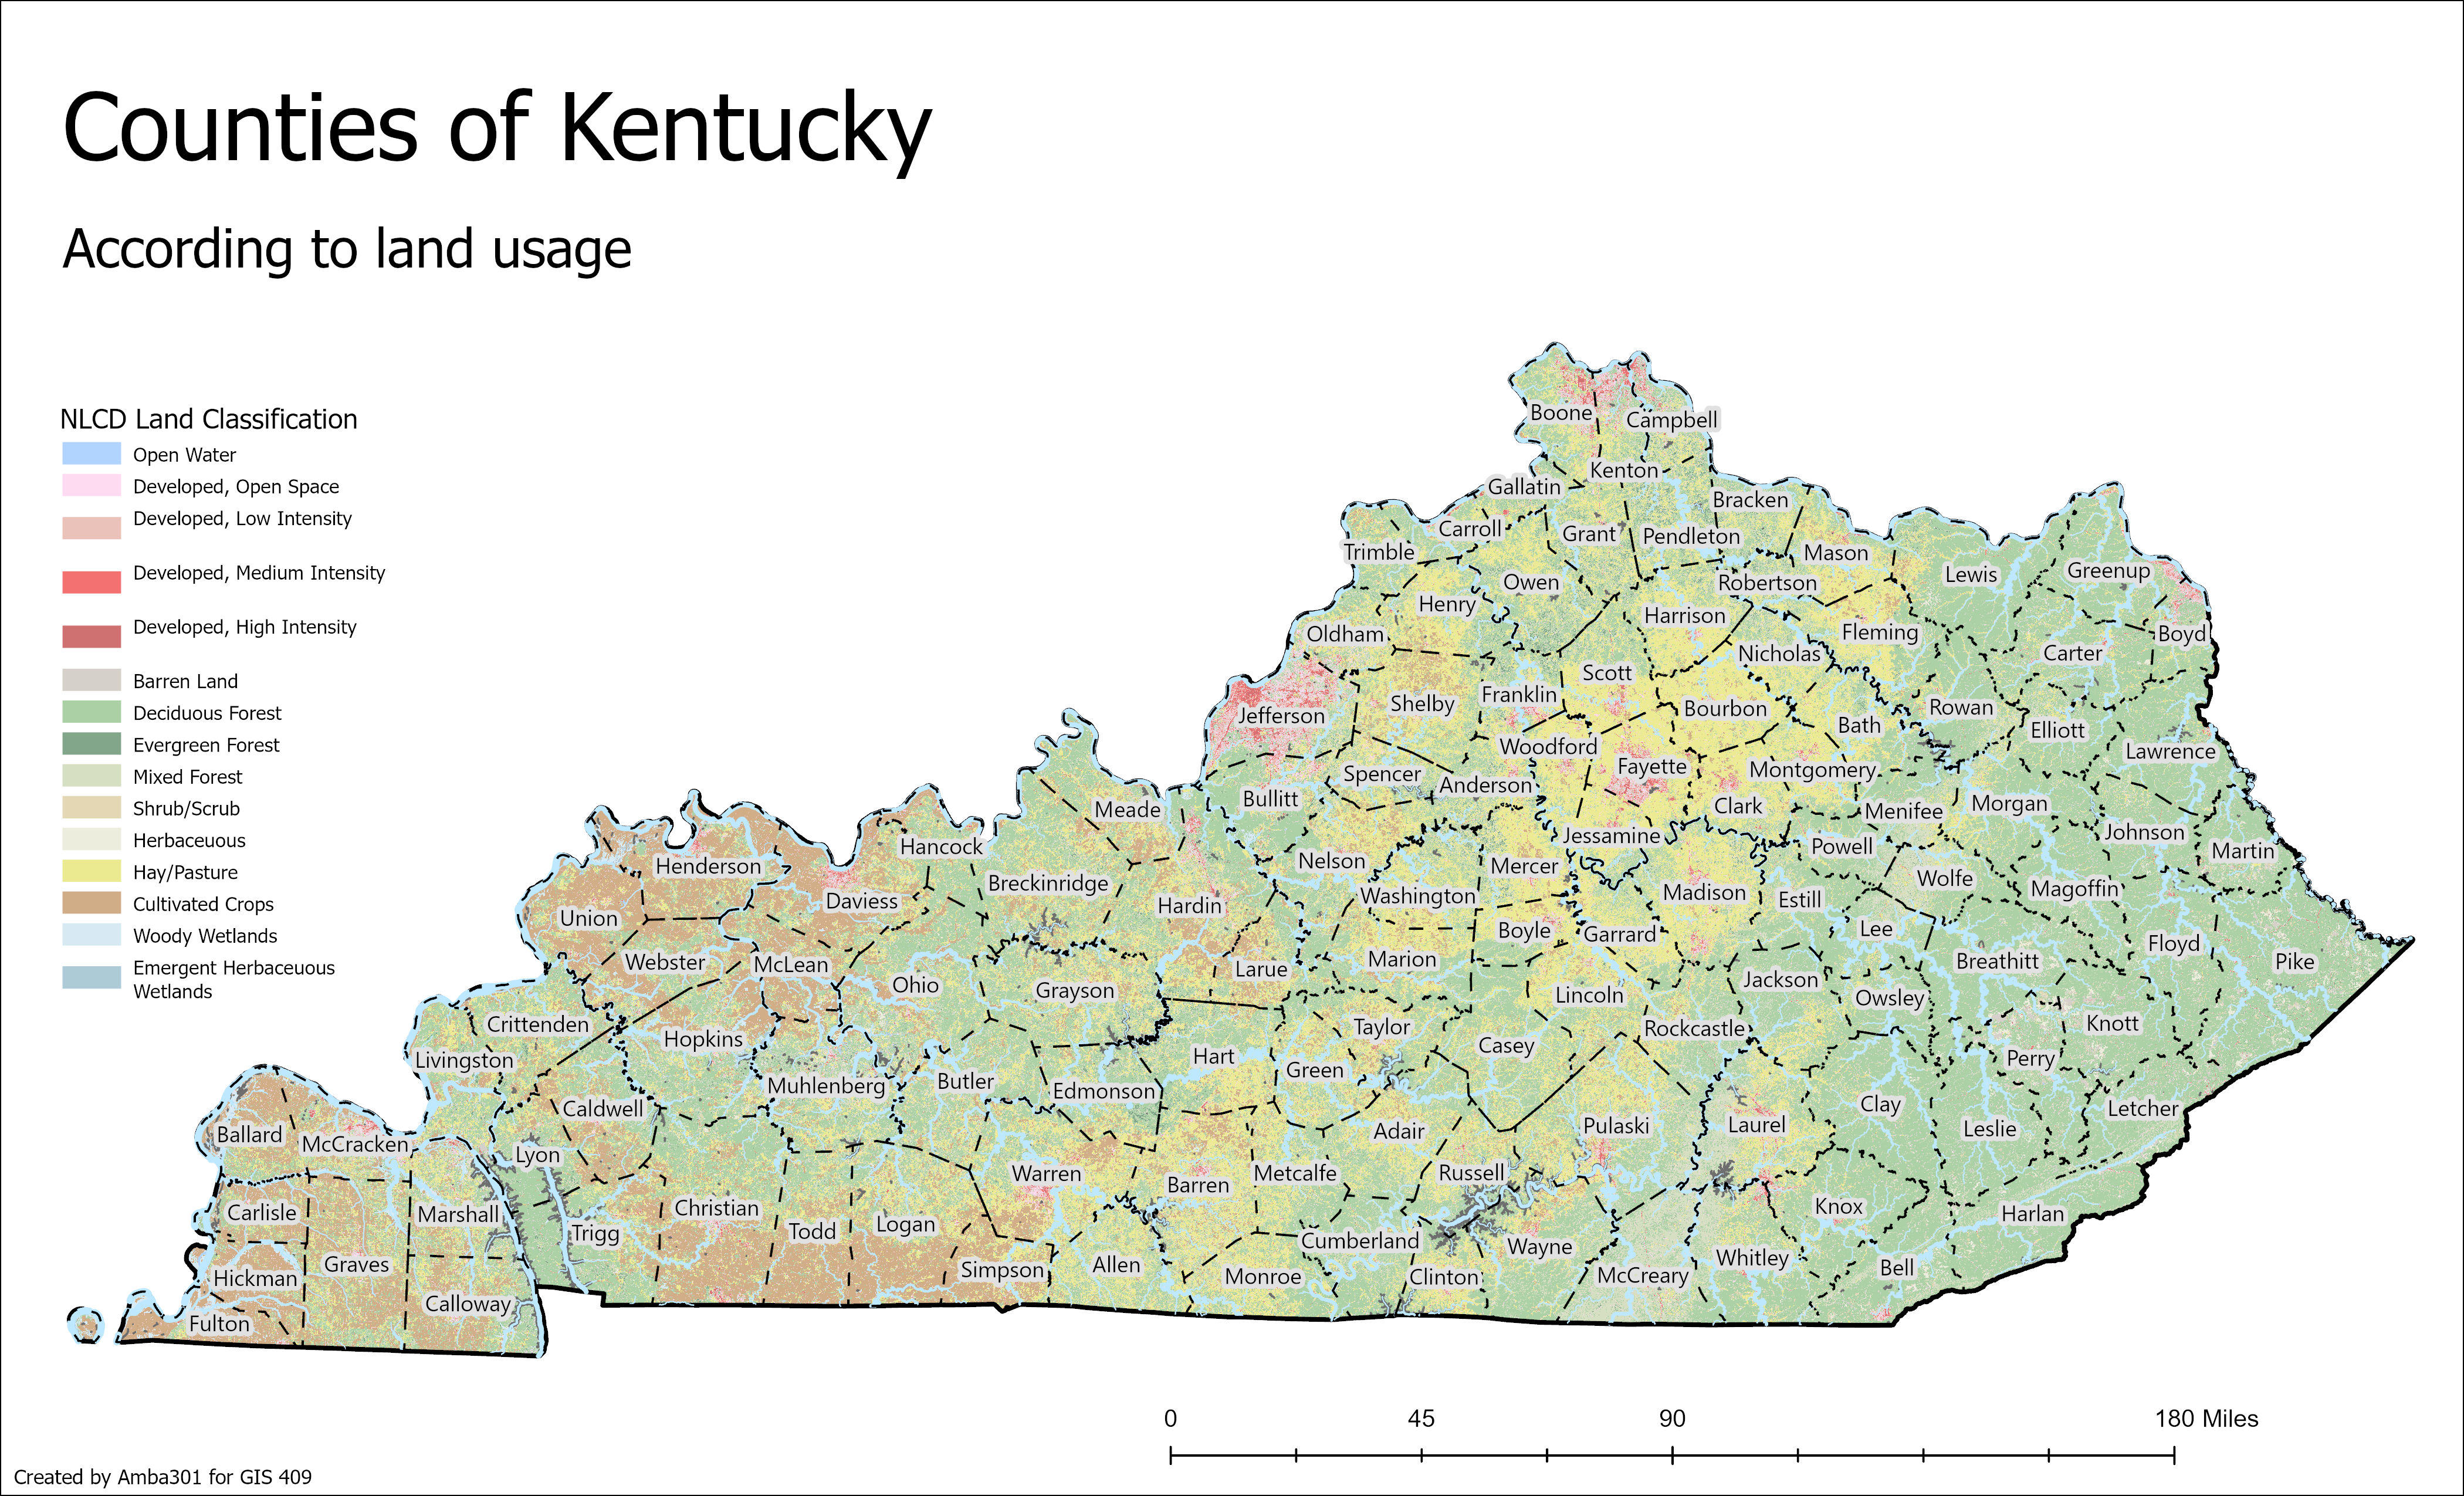 Counties of Kentucky
According to land usage
NLCD Land Classification
Open Water
Developed, Open Space
Developed, Low Intensity
Developed, Medium Intensity
Developed, High Intensity
Barren Land
Deciduous Forest
Evergreen Forest
Mixed Forest
Shrub/Scrub
Herbaceuous
Hay/Pasture
Cultivated Crops
Woody Wetlands
Emergent Herbaceuous
Wetlands
Boone
Campbell
Kenton
Gallatin
Bracken
Carroll
Grant
Pendleton
Trimble
Mason
Owen
Robertson
Lewis
Greenup
Henry
Harrison
Oldham
Fleming
Boyd
Nicholas
Carter
Scott
Franklin
Shelby
Bourbon
Rowan
Jefferson
Bath
Elliott
Woodford
Lawrence
Fayette
Montgomery
Spencer
Anderson
Bullitt
Clark
Menifee
Morgan
Meade
Jessamine
Johnson
Hancock
Powell
Martin
Henderson
Nelson
Mercer
Wolfe
Breckinridge
Magoffin
Washington
Madison
Daviess
Hardin
Estill
Union
Boyle
Garrard
Lee
Floyd
Webster
McLean
Marion
Breathitt
Pike
Larue
Ohio
Jackson
Grayson
Lincoln
Owsley
Crittenden
Taylor
Rockcastle
Knott
Hopkins
Casey
Livingston
Hart
Perry
Green
Muhlenberg
Butler
Edmonson
Caldwell
Clay
Letcher
Pulaski
Laurel
Ballard
Adair
Leslie
McCracken
Lyon
Warren
Metcalfe
Russell
Barren
Christian
Knox
Carlisle
Marshall
Harlan
Logan
Todd
Trigg
Cumberland
Wayne
Whitley
Graves
Allen
Bell
Simpson
Hickman
Monroe
Clinton
McCreary
Calloway
Fulton
0 45 90 180 Miles
Created by Amba301 for GIS 409